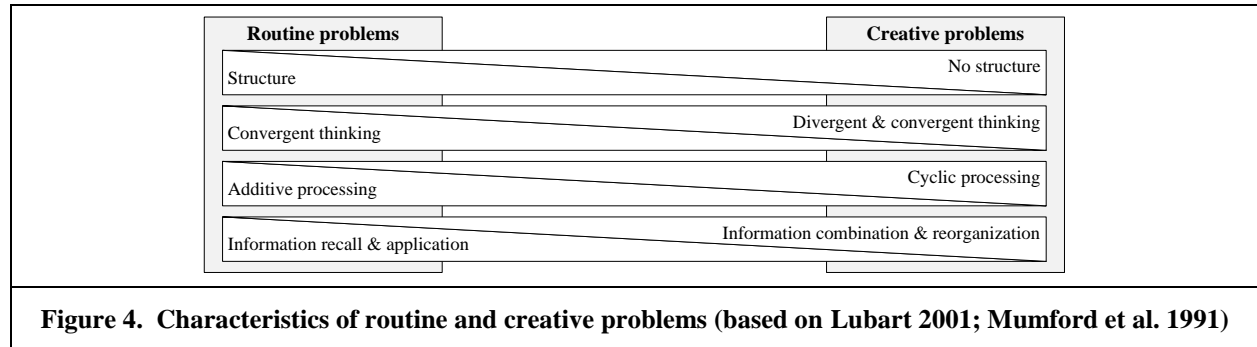 Routine problems
Creative problems
Structure
No structure
Convergent thinking
Divergent & convergent thinking
Additive processing
Cyclic processing
Information recall & application
Information combination & reorganization
Figure 4.  Characteristics of routine and creative problems (based on Lubart 2001; Mumford et al. 1991)